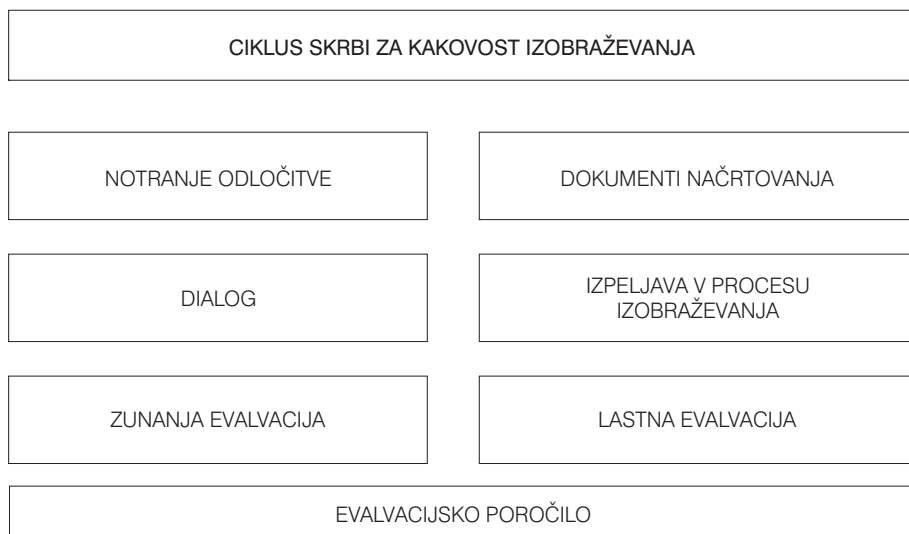 CIKLUS SKRBI ZA KAKOVOST IZOBRAŽEVANJA
NOTRANJE ODLOČITVE
DOKUMENTI NAČRTOVANJA
DIALOG
IZPELJAVA V PROCESU
IZOBRAŽEVANJA
ZUNANJA EVALVACIJA
LASTNA EVALVACIJA
EVALVACIJSKO POROČILO